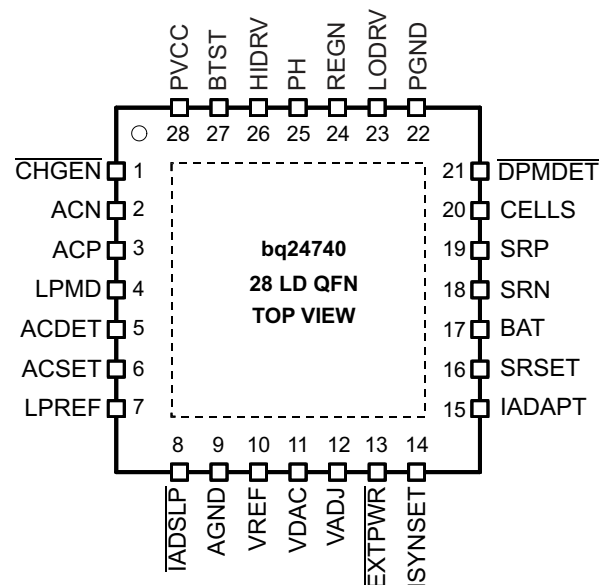 PVCC
BTST
HIDRV
PH
REGN
LODRV
PGND
28 27 26 25 24 23 22
CHGEN 1
ACN 2
ACP 3
LPMD 4
ACDET 5
ACSET 6
LPREF 7
bq24740
28 LD QFN
TOP VIEW
21 DPMDET
20 CELLS
19 SRP
18 SRN
17 BAT
16 SRSET
15 IADAPT
8 9 10 11 12 13 14
IADSLP
AGND
VREF
VDAC
VADJ
EXTPWR
ISYNSET